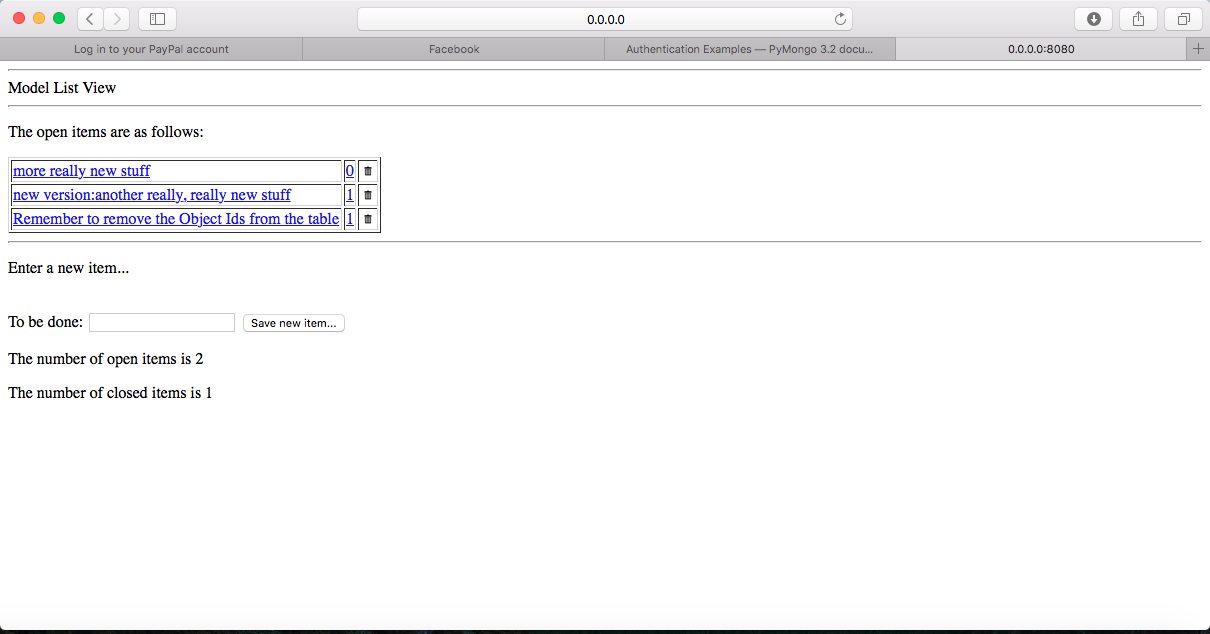 0.0.0.0
Log in to your PayPal account
Facebook
Authentication Examples — PyMongo 3.2 docu...
0.0.0.0:8080
Model List View
The open items are as follows:
more really new stuff 0
new version:another really, really new stuff 1
Remember to remove the Object Ids from the table 1
Enter a new item...
To be done: Save new item...
The number of open items is 2
The number of closed items is 1